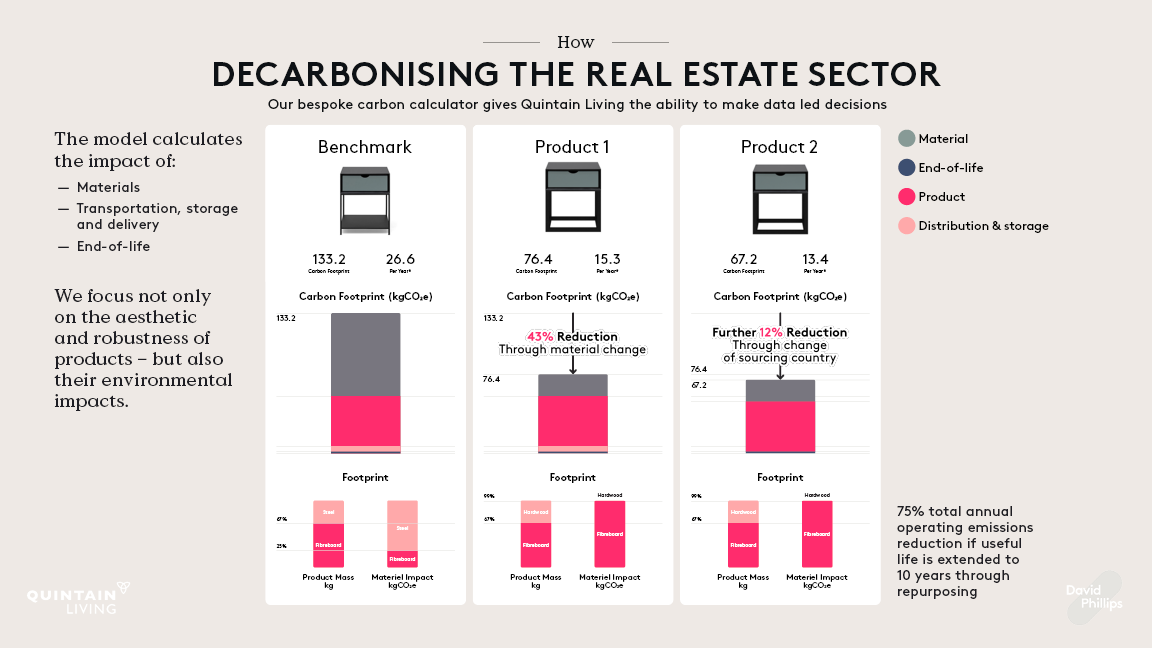 How
DECARBONISING THE REAL ESTATE SECTOR
Our bespoke carbon calculator gives Quintain Living the ability to make data led decisions
The model calculates
the impact of:
— Materials
— Transportation, storage
and delivery
— End-of-life
We focus not only
on the aesthetic
and robustness of
products – but also
their environmental
impacts.
Benchmark
133.2 26.6
Carbon Footprint Per Year*
Carbon Footprint (kgCO₂e)
133.2
Footprint
67%
25%
Steel
Fibreboard
Steel
Fibreboard
Product Mass
kg
Materiel Impact
kgCO₂e
Product 1
76.4 15.3
Carbon Footprint Per Year*
Carbon Footprint (kgCO₂e)
133.2
43% Reduction
Through material change
76.4
Footprint
99%
67%
Hardwood
Fibreboard
Hardwood
Fibreboard
Product Mass
kg
Materiel Impact
kgCO₂e
Product 2
67.2 13.4
Carbon Footprint Per Year*
Carbon Footprint (kgCO₂e)
Further 12% Reduction
Through change
of sourcing country
76.4
67.2
Footprint
99%
67%
Hardwood
Fibreboard
Hardwood
Fibreboard
Product Mass
kg
Materiel Impact
kgCO₂e
Material
End-of-life
Product
Distribution & storage
75% total annual
operating emissions
reduction if useful
life is extended to
10 years through
repurposing
QUINTAIN
LIVING
David
Phillips